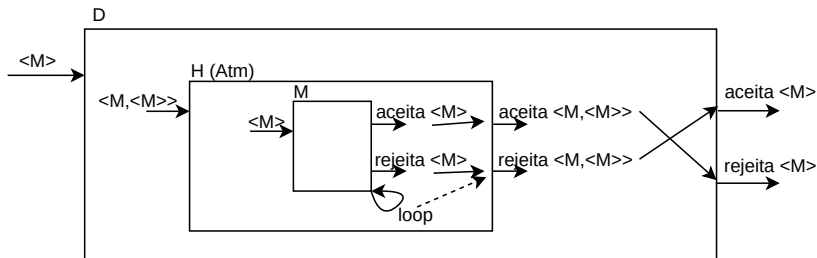 D
<M>
H (Atm)
M
<M,<M>>
<M>
aceita <M>
aceita <M,<M>>
aceita <M>
rejeita <M>
rejeita <M,<M>>
rejeita <M>
loop